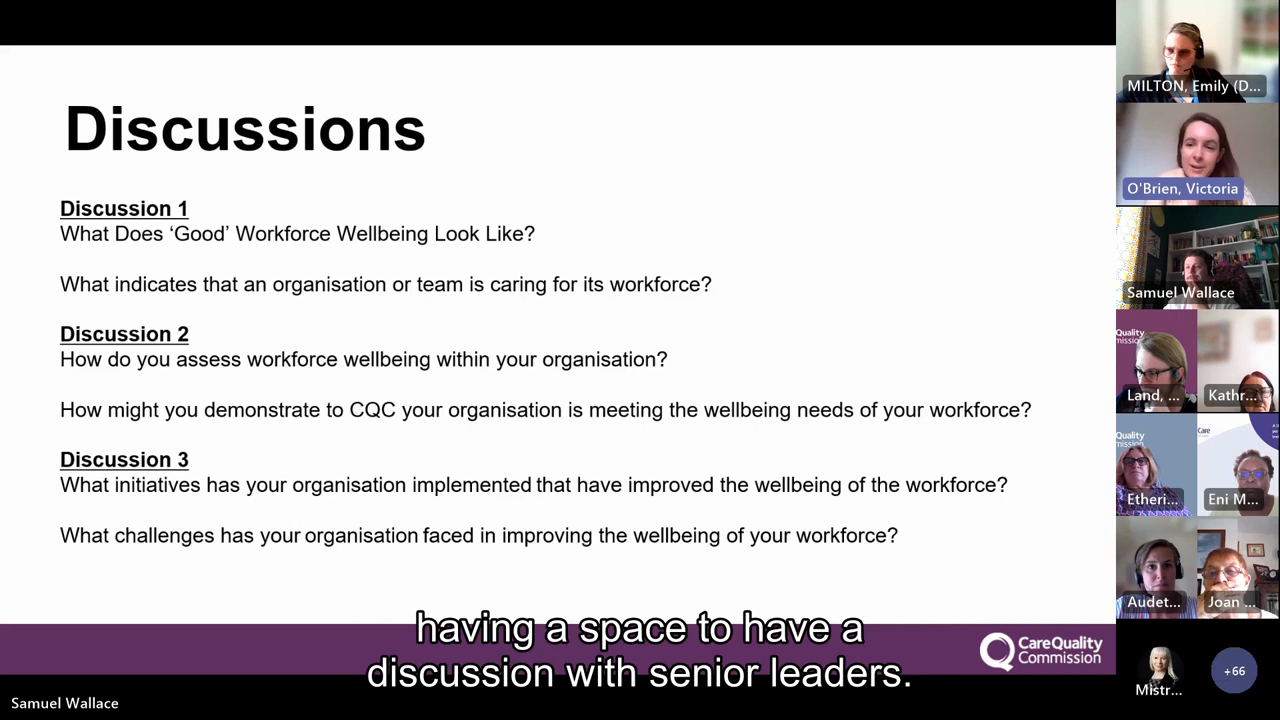 Discussions
Discussion 1
What Does ‘Good’ Workforce Wellbeing Look Like?
What indicates that an organisation or team is caring for its workforce?
Discussion 2
How do you assess workforce wellbeing within your organisation?
How might you demonstrate to CQC your organisation is meeting the wellbeing needs of your workforce?
Discussion 3
What initiatives has your organisation implemented that have improved the wellbeing of the workforce?
What challenges has your organisation faced in improving the wellbeing of your workforce?
having a space to have a
discussion with senior leaders.
CareQuality
Commission
Samuel Wallace
MILTON, Emily (D...
O'Brien, Victoria
Samuel Wallace
Quality
Land, ...
Kathr...
Quality
Care
Etheri...
Eni M...
Audet...
Joan ...
Mistr...
+66